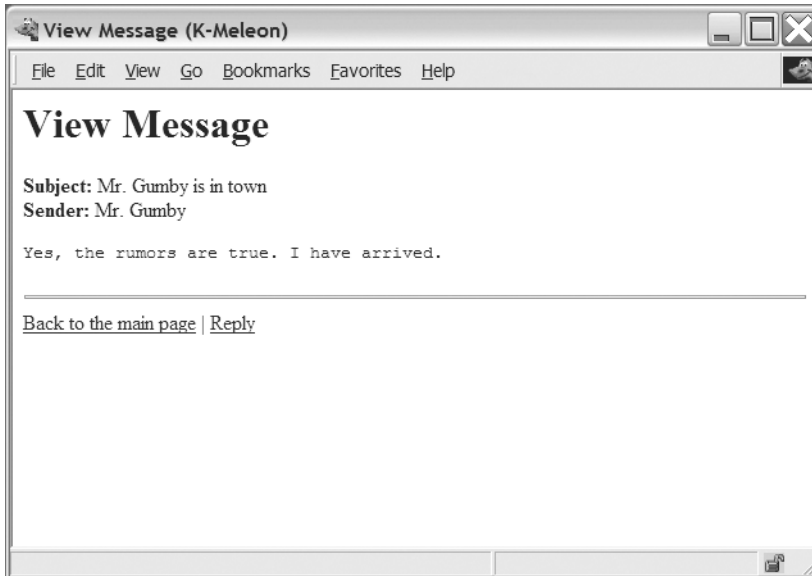 View Message (K-Meleon)
File Edit View Go Bookmarks Favorites Help
View Message
Subject: Mr. Gumby is in town
Sender: Mr. Gumby
Yes, the rumors are true. I have arrived.
Back to the main page | Reply